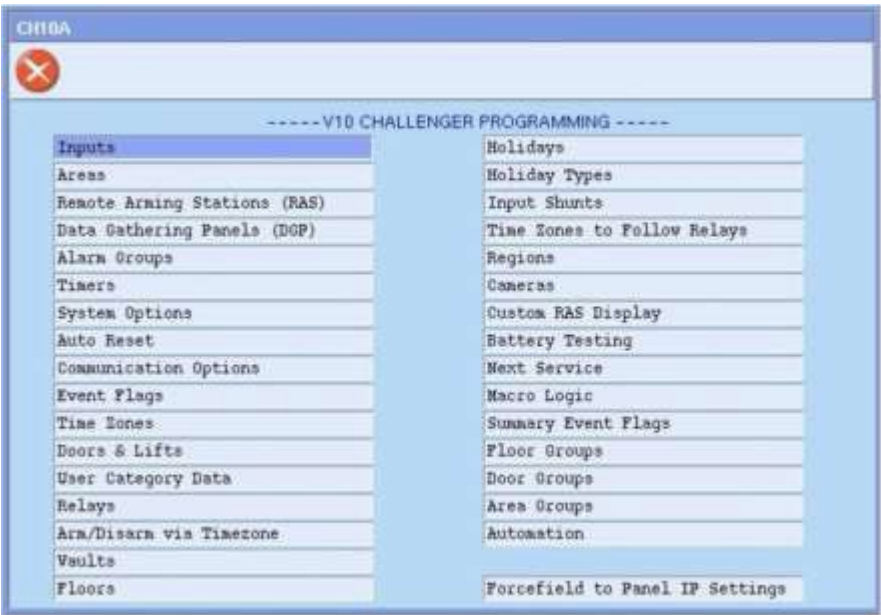 CH10A
-----V10 CHALLENGER PROGRAMMING-----
Inputs
Areas
Remote Arming Stations (RAS)
Data Gathering Panels (DGP)
Alarm Groups
Timers
System Options
Auto Reset
Communication Options
Event Flags
Time Zones
Doors & Lifts
User Category Data
Relays
Arm/Disarm via Timezone
Vaults
Floors
Holidays
Holiday Types
Input Shunts
Time Zones to Follow Relays
Regions
Cameras
Custom RAS Display
Battery Testing
Next Service
Macro Logic
Summary Event Flags
Floor Groups
Door Groups
Area Groups
Automation
Forcefield to Panel IP Settings